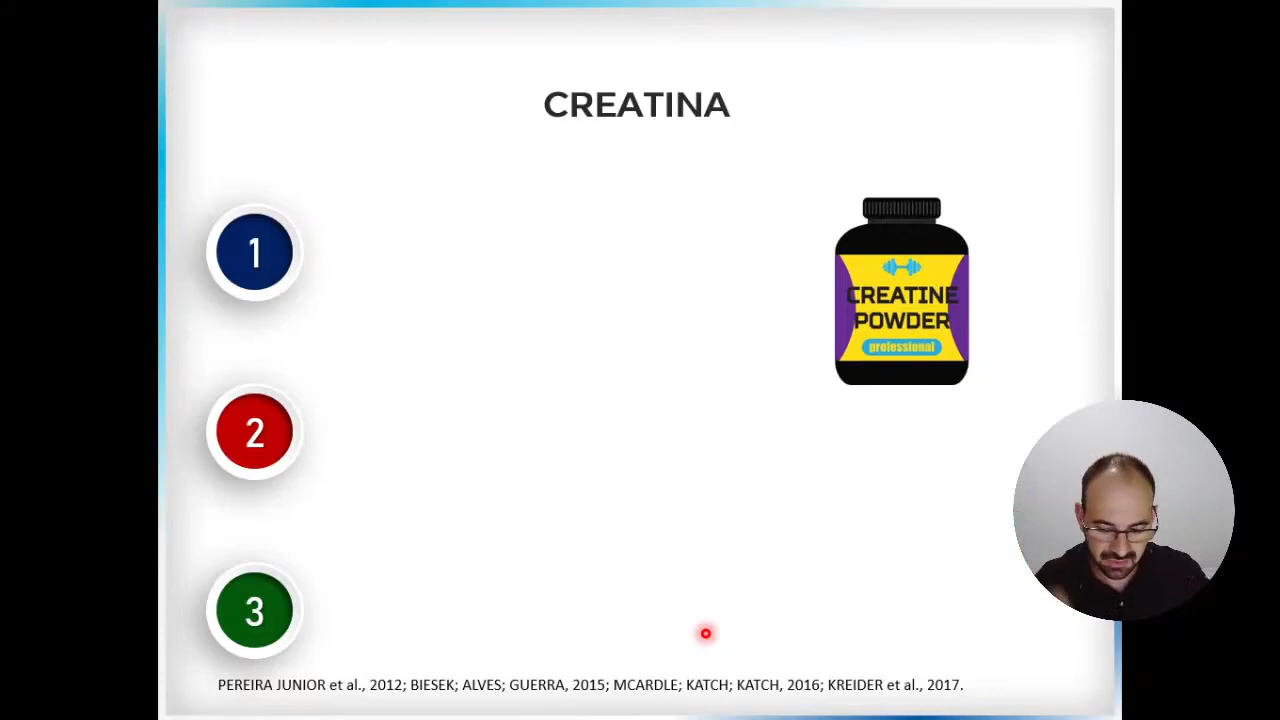 CREATINA
1
CREATINE
POWDER
professional
2
3
PEREIRA JUNIOR et al., 2012; BIESEK; ALVES; GUERRA, 2015; MCARDLE; KATCH; KATCH, 2016; KREIDER et al., 2017.